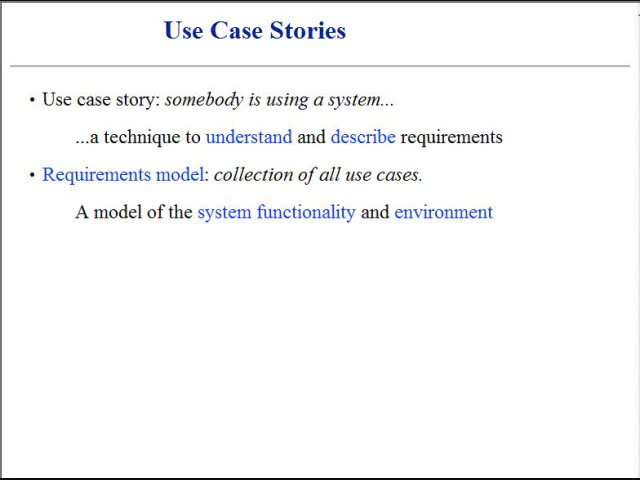 Use Case Stories
• Use case story: somebody is using a system...
...a technique to understand and describe requirements
• Requirements model: collection of all use cases.
A model of the system functionality and environment